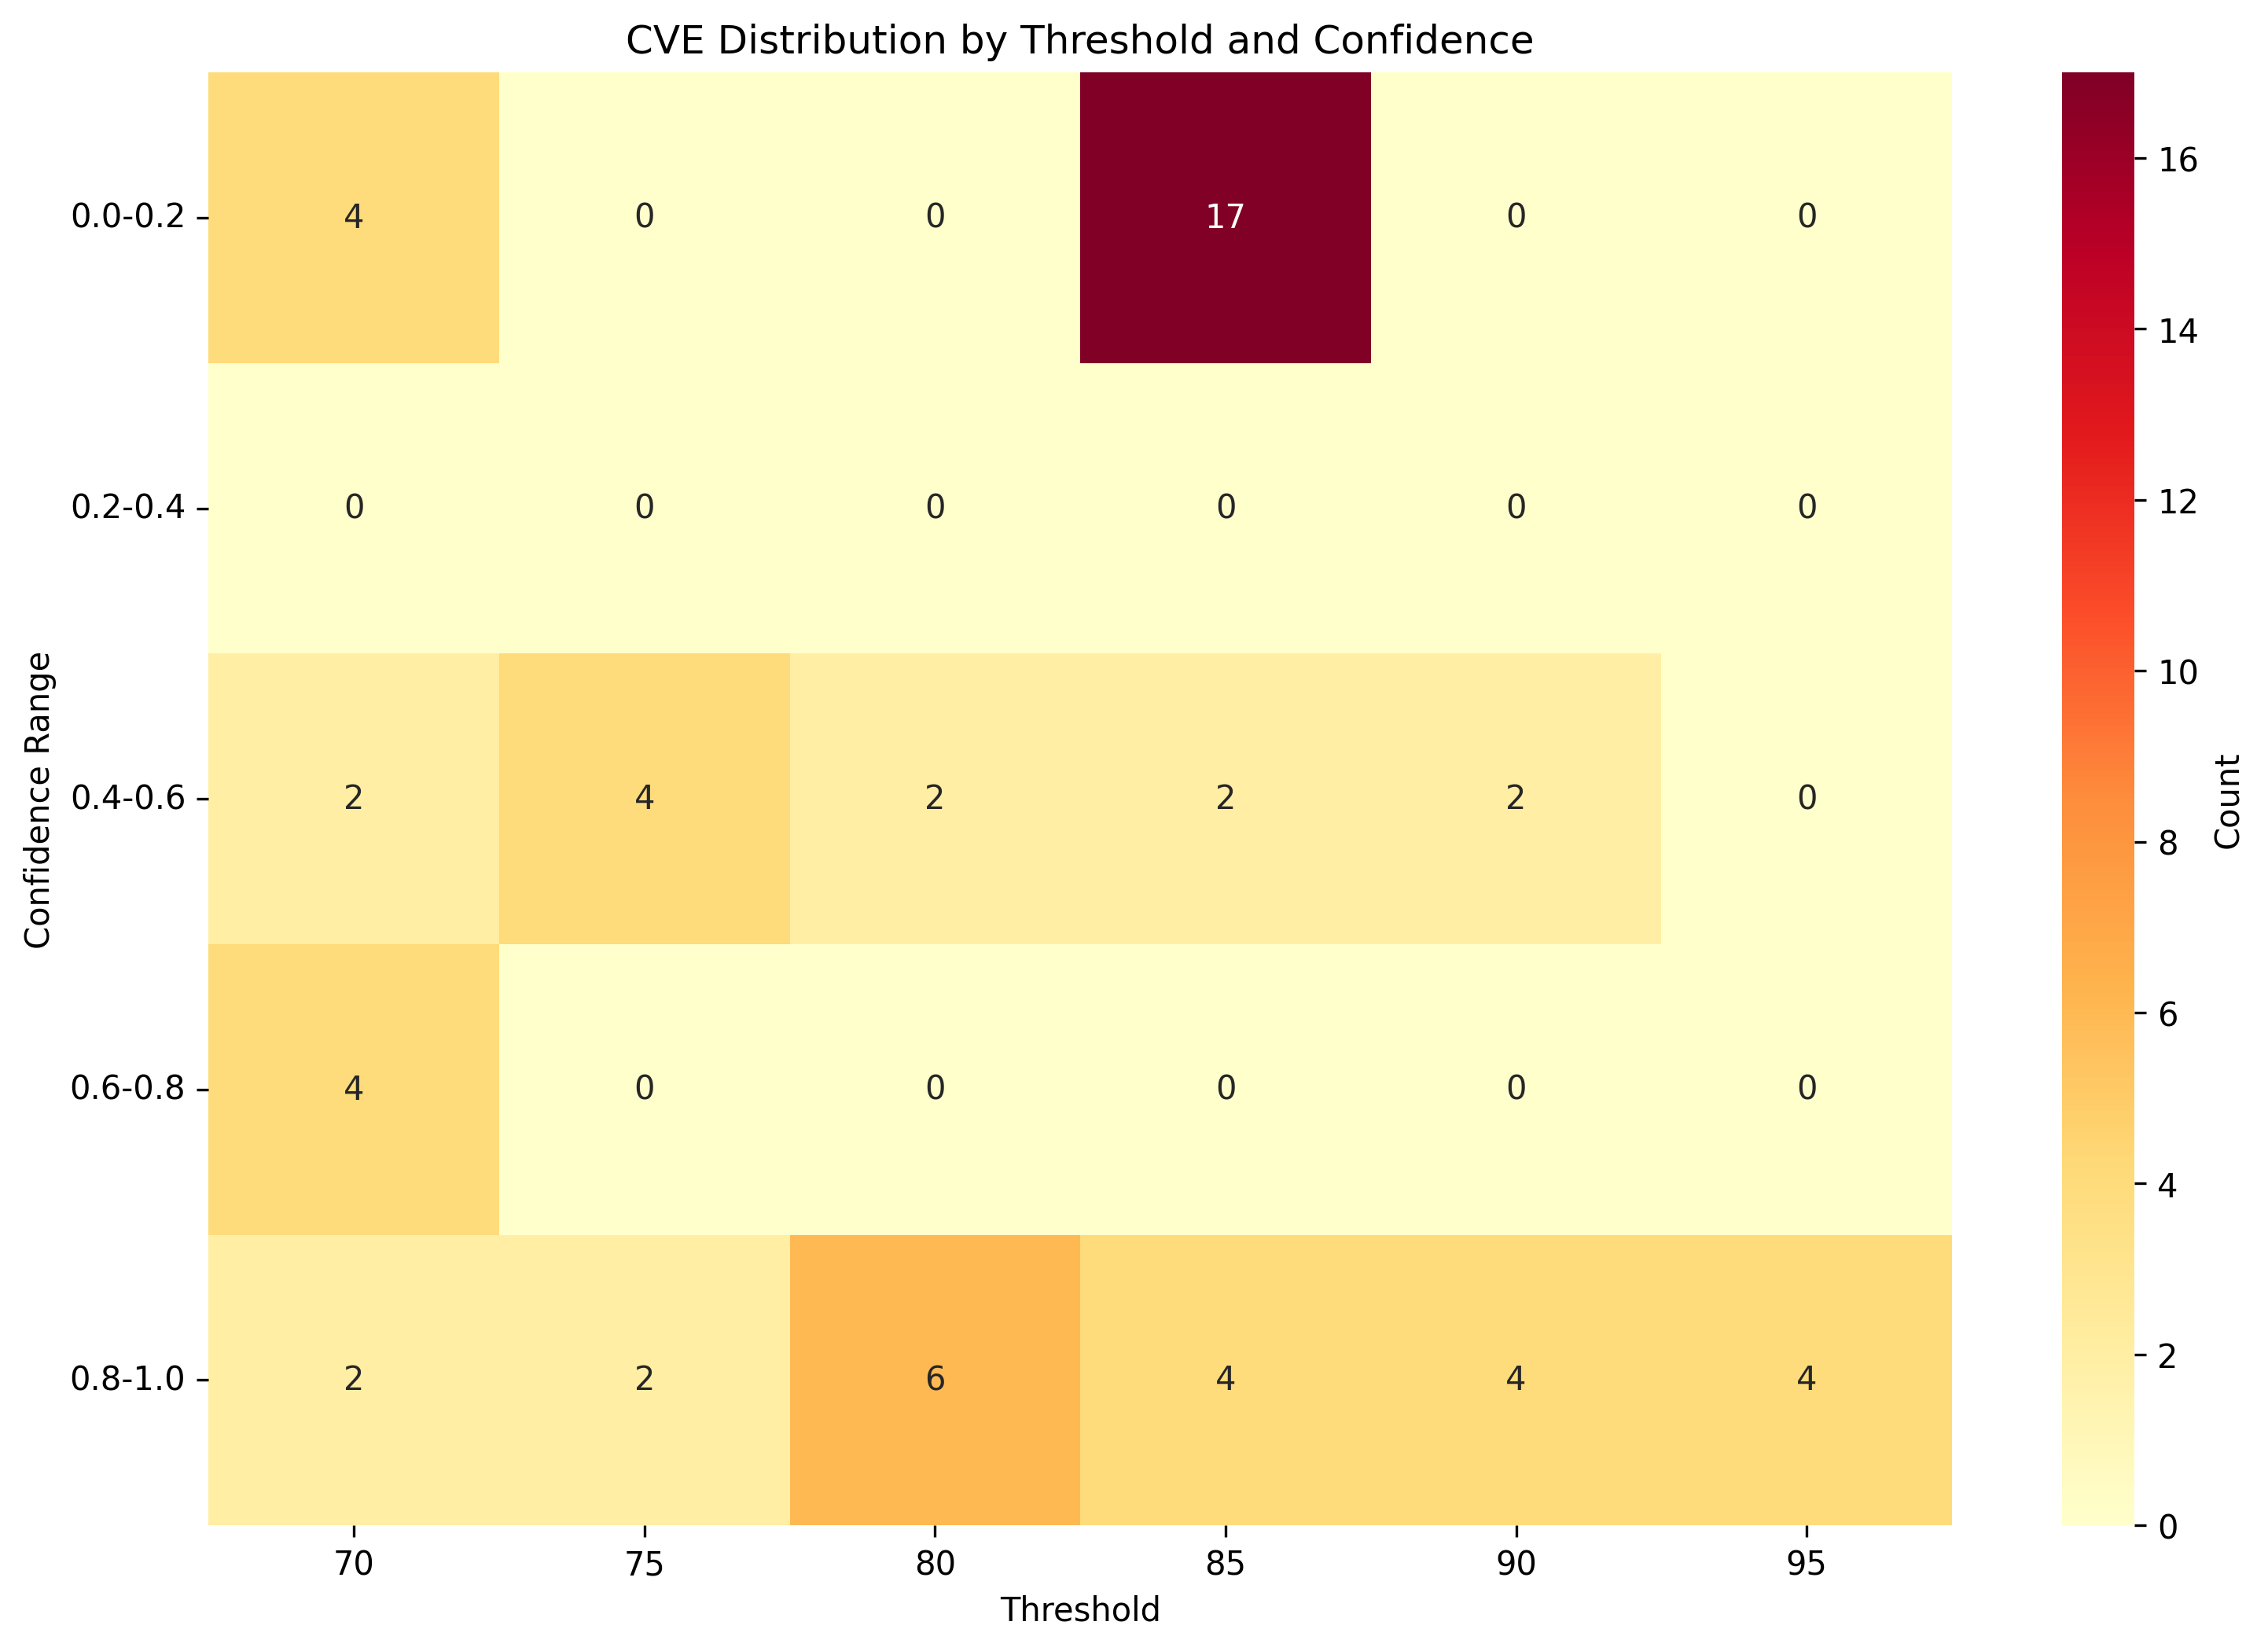 CVE Distribution by Threshold and Confidence
0.0-0.2 4 0 0 17 0 0
0.2-0.4 0 0 0 0 0 0
0.4-0.6 2 4 2 2 2 0
0.6-0.8 4 0 0 0 0 0
0.8-1.0 2 2 6 4 4 4
70 75 80 85 90 95
Threshold
Confidence Range
16
14
12
10
8
6
4
2
0
Count